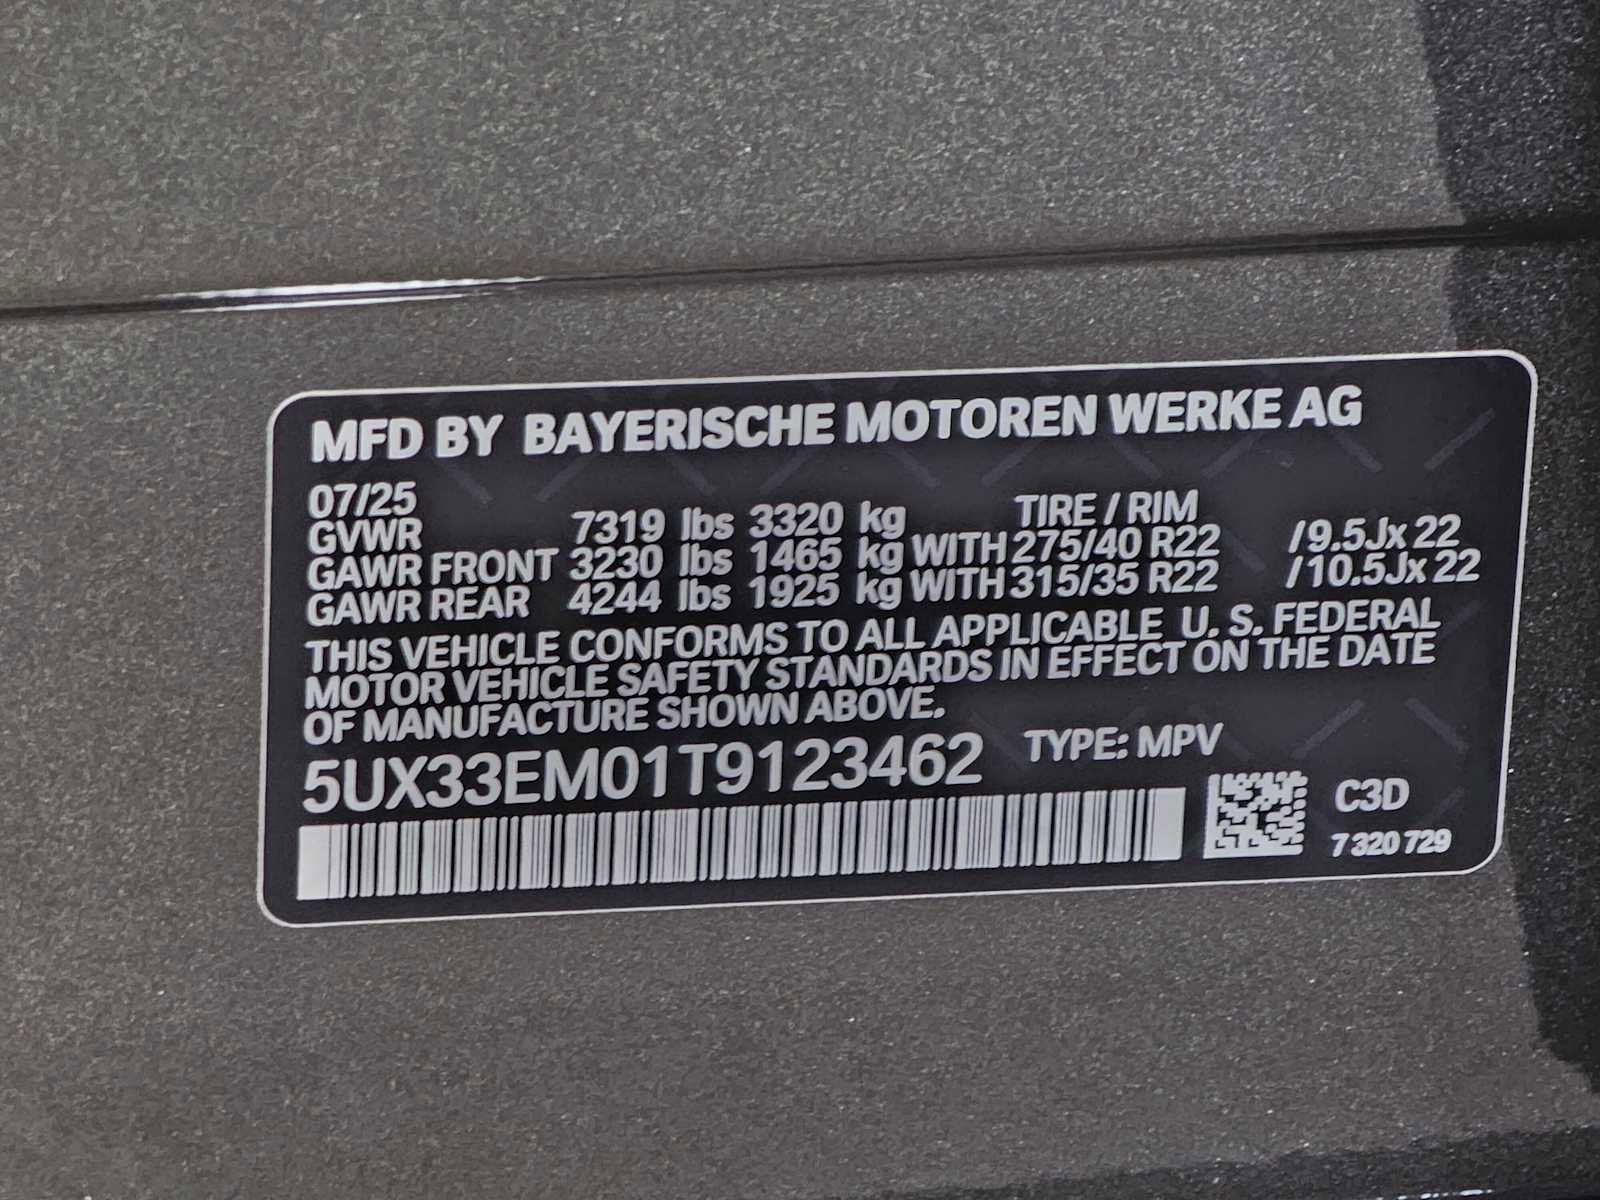 MFD BY BAYERISCHE MOTOREN WERKE AG
07/25 TIRE / RIM
GVWR 7319 lbs 3320 kg
GAWR FRONT 3230 lbs 1465 kg WITH 275/40 R22 /9.5Jx 22
GAWR REAR 4244 lbs 1925 kg WITH 315/35 R22 /10.5Jx 22
THIS VEHICLE CONFORMS TO ALL APPLICABLE U. S. FEDERAL
MOTOR VEHICLE SAFETY STANDARDS IN EFFECT ON THE DATE
OF MANUFACTURE SHOWN ABOVE.
5UX33EM01T9123462 TYPE: MPV
C3D
7 320 729